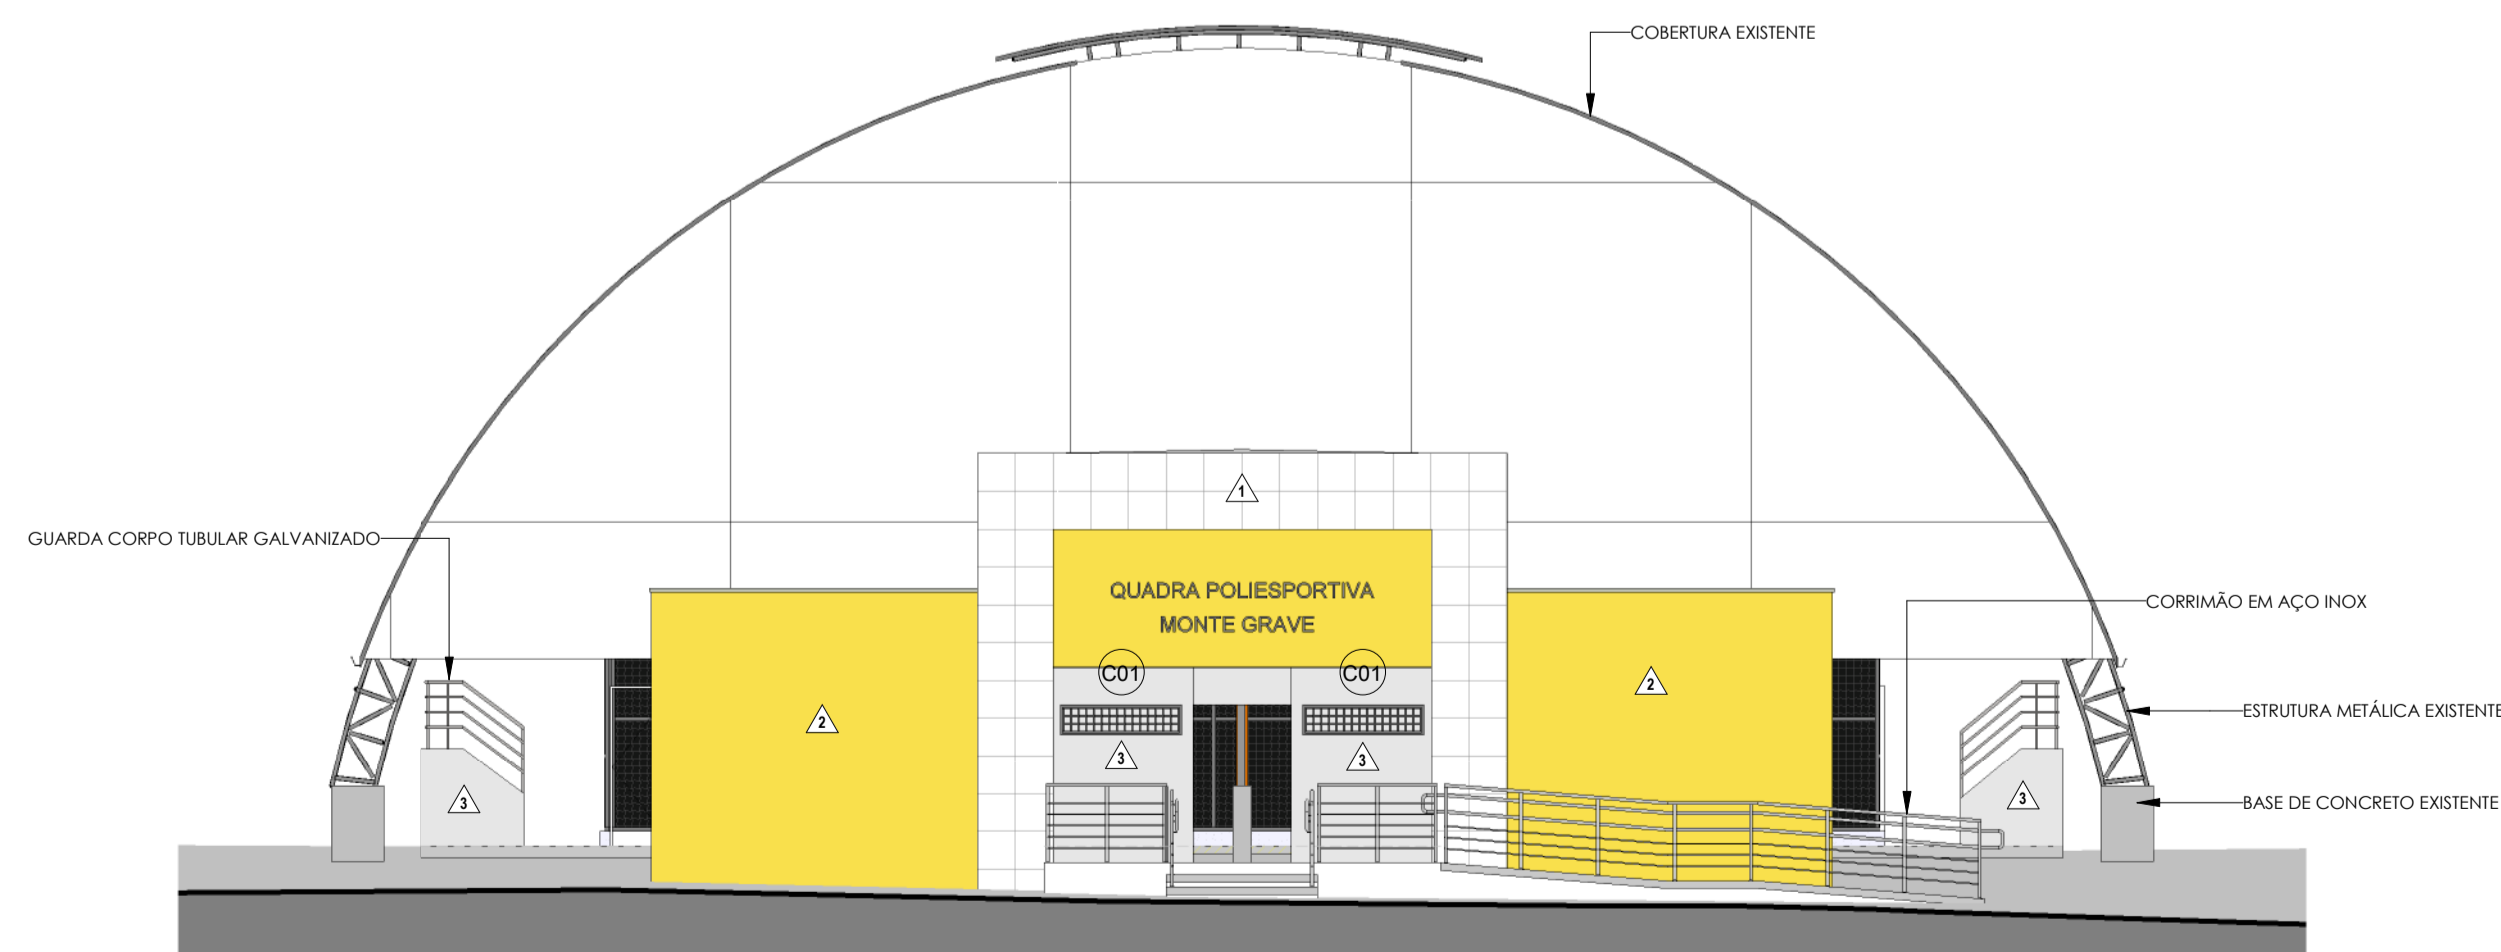 COBERTURA EXISTENTE
1
GUARDA CORPO TUBULAR GALVANIZADO
QUADRA POLIESPORTIVA
MONTE GRAVE
CORRIMÃO EM AÇO INOX
C01 C01
2
2
ESTRUTURA METÁLICA EXISTENTE
3 3
3
3
BASE DE CONCRETO EXISTENTE